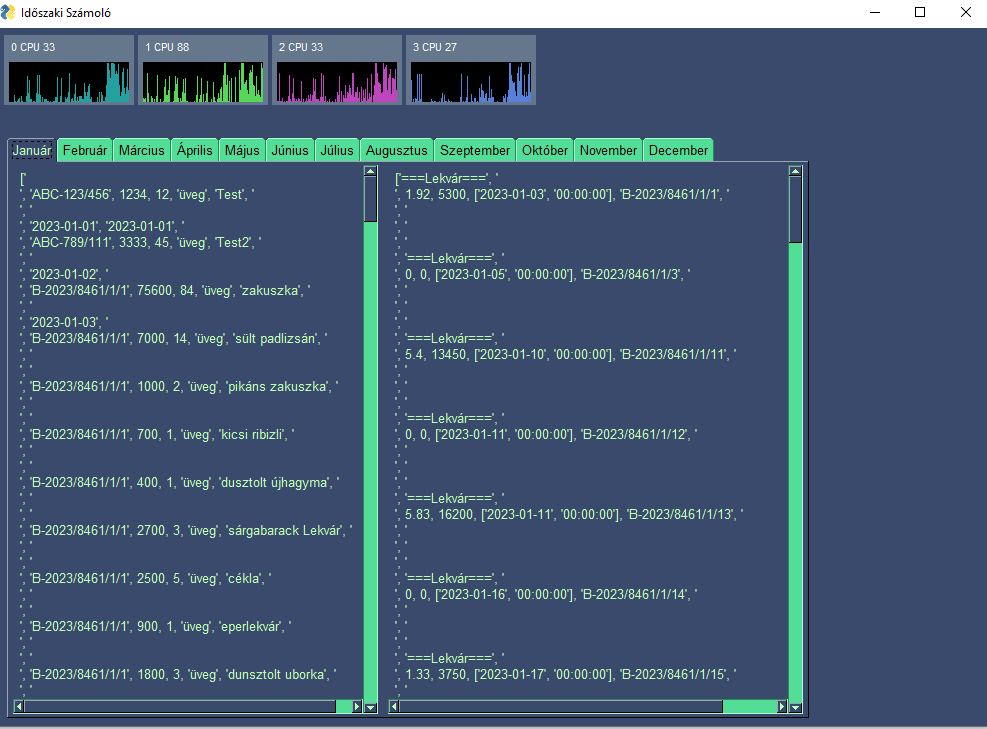 Időszaki Számoló
0 CPU 33
1 CPU 88
2 CPU 33
3 CPU 27
Január Február Március Április Május Június Július Augusztus Szeptember Október November December
['
', 'ABC-123/456', 1234, 12, 'üveg', 'Test', '
', '
', '2023-01-01', '2023-01-01', '
', 'ABC-789/111', 3333, 45, 'üveg', 'Test2', '
', '
', '2023-01-02', '
', 'B-2023/8461/1/1', 75600, 84, 'üveg', 'zakuszka', '
', '
', '2023-01-03', '
', 'B-2023/8461/1/1', 7000, 14, 'üveg', 'sült padlizsán', '
', '
', '
', 'B-2023/8461/1/1', 1000, 2, 'üveg', 'pikáns zakuszka', '
', '
', '
', 'B-2023/8461/1/1', 700, 1, 'üveg', 'kicsi ribizli', '
', '
', '
', 'B-2023/8461/1/1', 400, 1, 'üveg', 'dusztolt újhagyma', '
', '
', '
', 'B-2023/8461/1/1', 2700, 3, 'üveg', 'sárgabarack Lekvár', '
', '
', '
', 'B-2023/8461/1/1', 2500, 5, 'üveg', 'cékla', '
', '
', '
', 'B-2023/8461/1/1', 900, 1, 'üveg', 'eperlekvár', '
', '
', '
', 'B-2023/8461/1/1', 1800, 3, 'üveg', 'dunsztolt uborka', '
', '
['===Lekvár===', '
', 1.92, 5300, ['2023-01-03', '00:00:00'], 'B-2023/8461/1/1', '
', '
', '
', '
', '===Lekvár===', '
', 0, 0, ['2023-01-05', '00:00:00'], 'B-2023/8461/1/3', '
', '
', '
', '
', '===Lekvár===', '
', 5.4, 13450, ['2023-01-10', '00:00:00'], 'B-2023/8461/1/11', '
', '
', '
', '
', '===Lekvár===', '
', 0, 0, ['2023-01-11', '00:00:00'], 'B-2023/8461/1/12', '
', '
', '
', '
', '===Lekvár===', '
', 5.83, 16200, ['2023-01-11', '00:00:00'], 'B-2023/8461/1/13', '
', '
', '
', '
', '===Lekvár===', '
', 0, 0, ['2023-01-16', '00:00:00'], 'B-2023/8461/1/14', '
', '
', '
', '
', '===Lekvár===', '
', 1.33, 3750, ['2023-01-17', '00:00:00'], 'B-2023/8461/1/15', '
', '